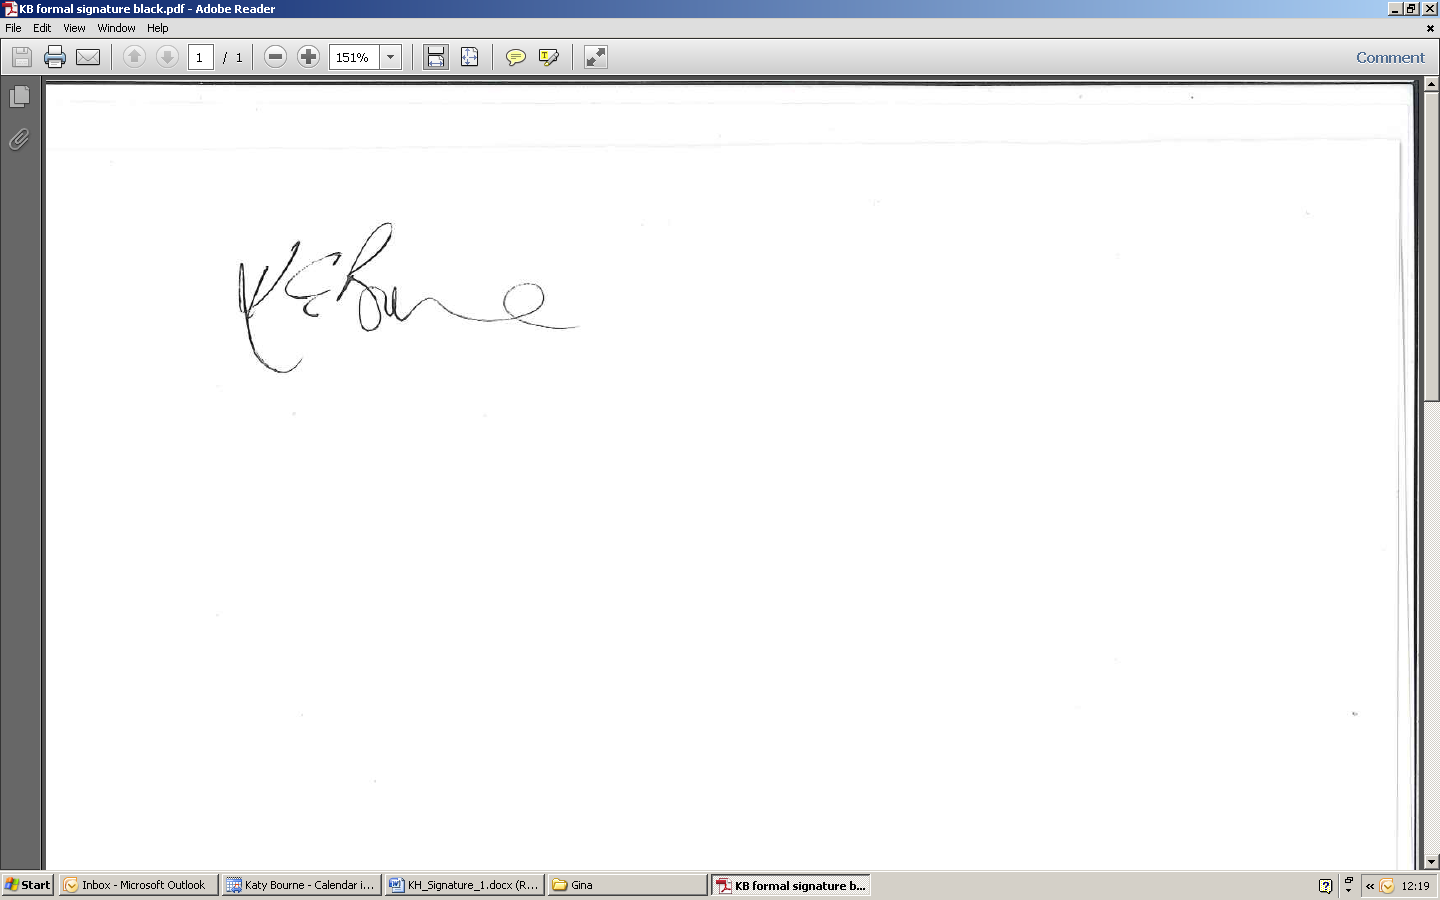 KB formal signature black.pdf - Adobe Reader
File Edit View Window Help
1 / 1 151% Comment
K E Bourne
Start Inbox - Microsoft Outlook Katy Bourne - Calendar i... KH_Signature_1.docx (R... Gina KB formal signature b... 12:19